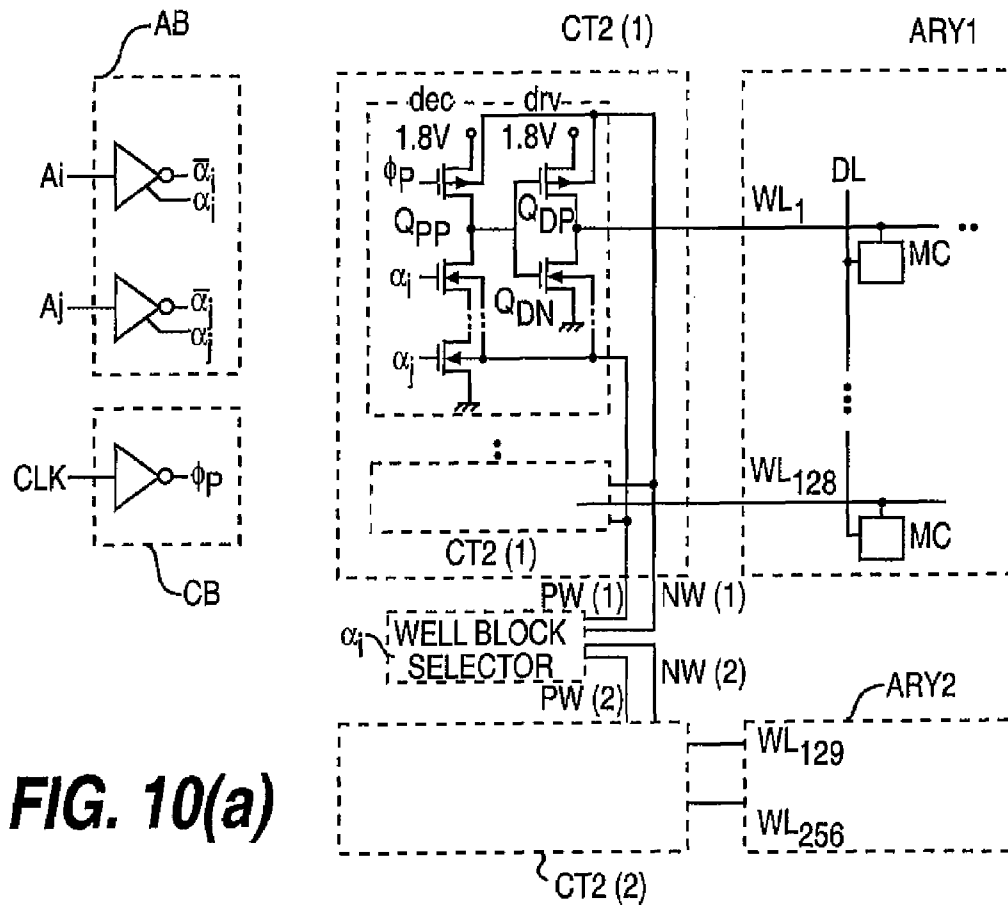 AB
CT2 (1)
ARY1
dec
drv
1.8V
1.8V
Ai
α̅i
αi
ϕP
QPP
QDP
WL1
DL
MC
αi
Aj
α̅j
αj
QDN
αj
CLK
ϕP
WL128
MC
CT2 (1)
CB
PW (1)
NW (1)
αi
WELL BLOCK
SELECTOR
PW (2)
NW (2)
ARY2
WL129
WL256
FIG. 10(a)
CT2 (2)